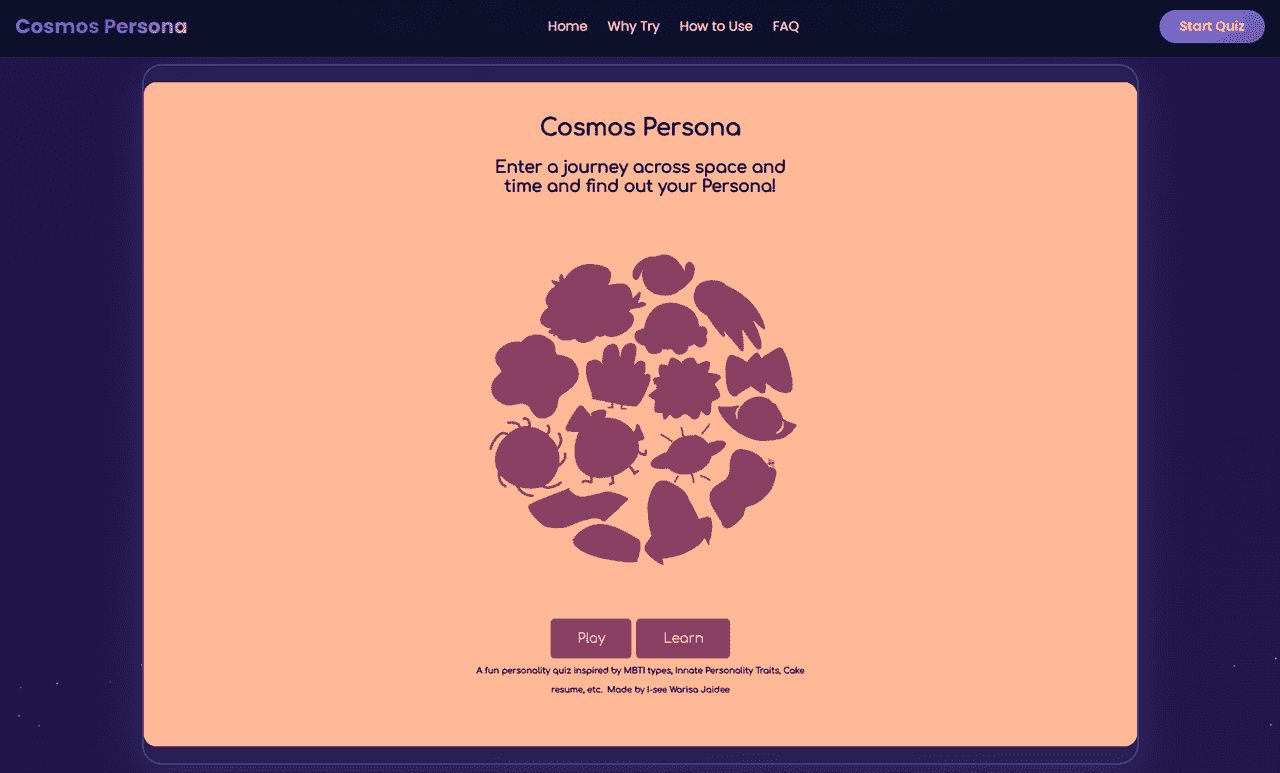 Cosmos Persona
Home Why Try How to Use FAQ
Start Quiz
Cosmos Persona
Enter a journey across space and
time and find out your Persona!
Play Learn
A fun personality quiz inspired by MBTI types, Innate Personality Traits, Cake
resume, etc. Made by I-see Warisa Jaidee